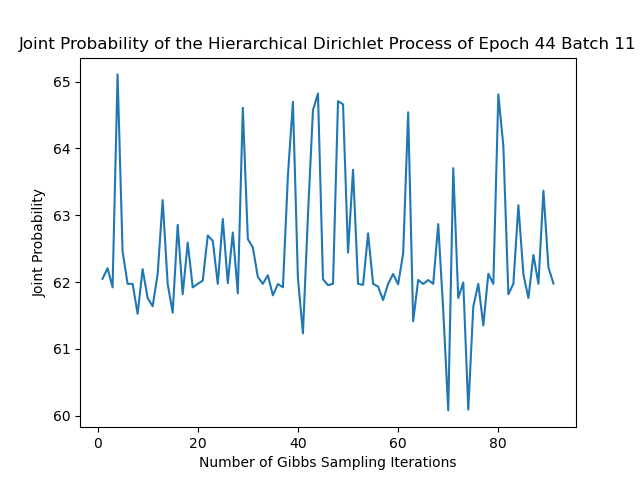 Joint Probability of the Hierarchical Dirichlet Process of Epoch 44 Batch 11
65
64
63
62
61
60
Joint Probability
0 20 40 60 80
Number of Gibbs Sampling Iterations